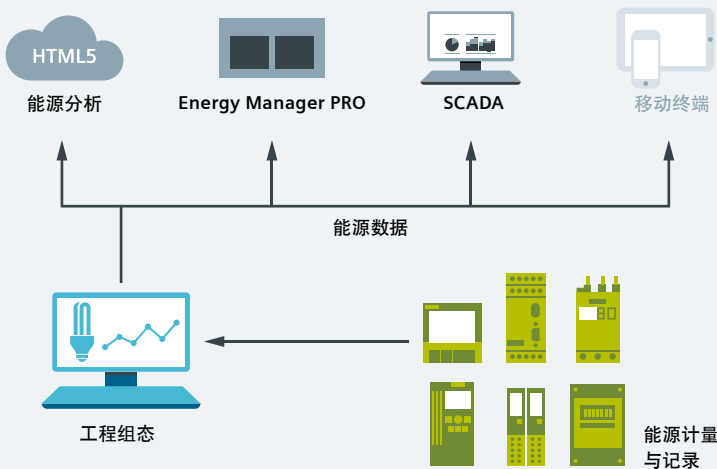 HTML5
能源分析
Energy Manager PRO
SCADA
移动终端
能源数据
工程组态
能源计量
与记录